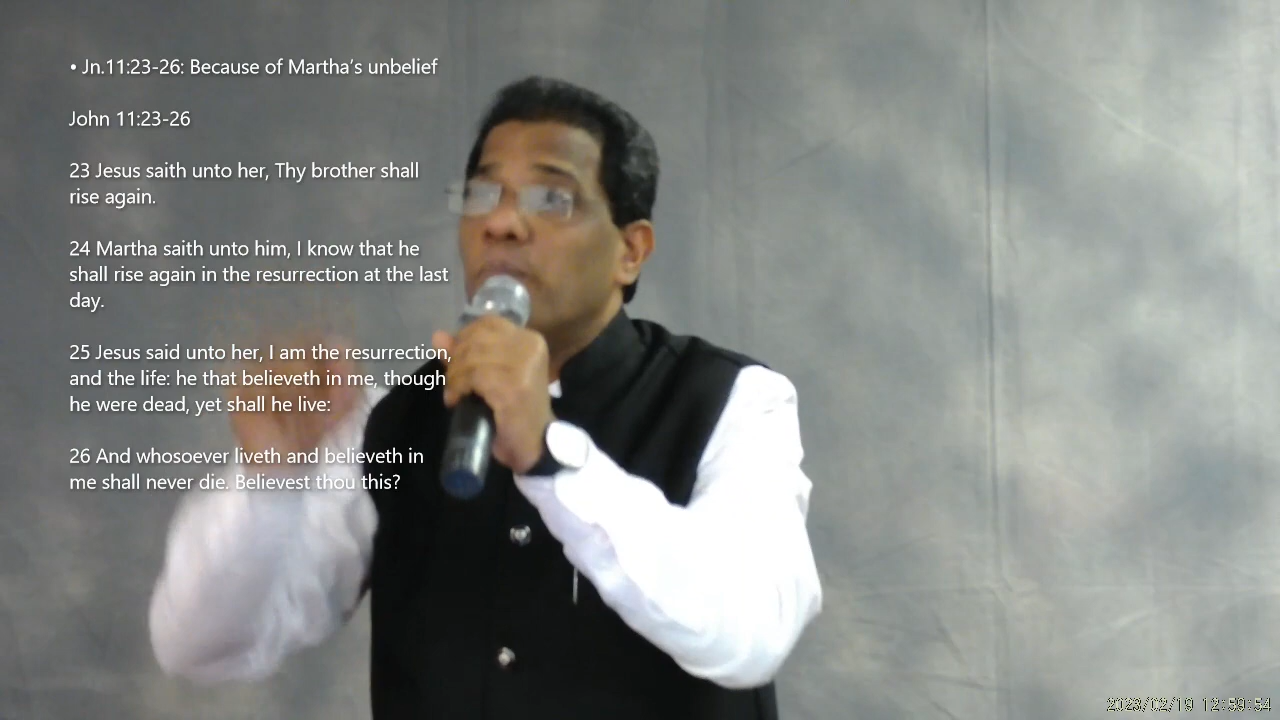 • Jn.11:23-26: Because of Martha’s unbelief
John 11:23-26
23 Jesus saith unto her, Thy brother shall
rise again.
24 Martha saith unto him, I know that he
shall rise again in the resurrection at the last
day.
25 Jesus said unto her, I am the resurrection,
and the life: he that believeth in me, though
he were dead, yet shall he live:
26 And whosoever liveth and believeth in
me shall never die. Believest thou this?
2023/02/19 12:59:54